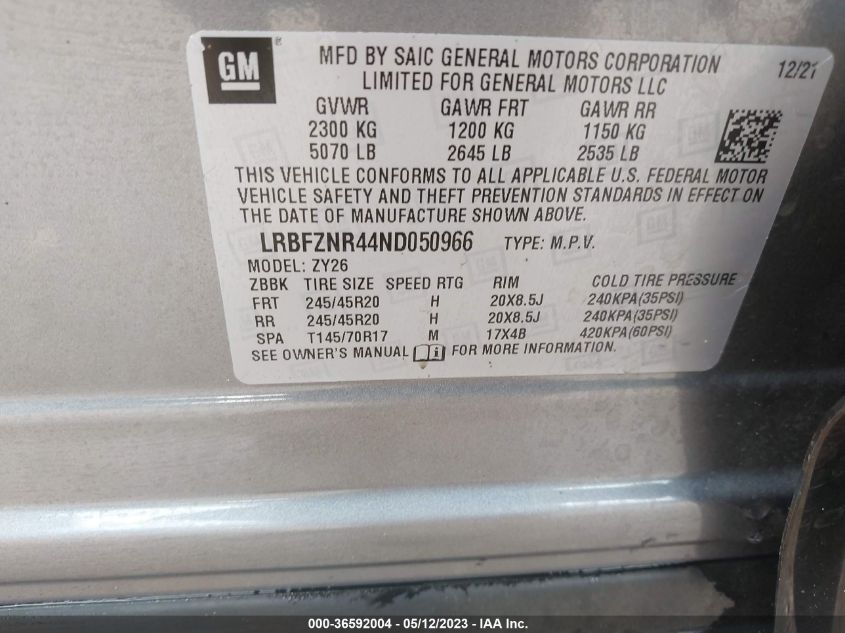 GM
MFD BY SAIC GENERAL MOTORS CORPORATION 12/21
LIMITED FOR GENERAL MOTORS LLC
GVWR GAWR FRT GAWR RR
2300 KG 1200 KG 1150 KG
5070 LB 2645 LB 2535 LB
THIS VEHICLE CONFORMS TO ALL APPLICABLE U.S. FEDERAL MOTOR
VEHICLE SAFETY AND THEFT PREVENTION STANDARDS IN EFFECT ON
THE DATE OF MANUFACTURE SHOWN ABOVE.
LRBFZNR44ND050966 TYPE: M.P.V.
MODEL: ZY26
ZBBK TIRE SIZE SPEED RTG RIM COLD TIRE PRESSURE
FRT 245/45R20 H 20X8.5J 240KPA(35PSI)
RR 245/45R20 H 20X8.5J 240KPA(35PSI)
SPA T145/70R17 M 17X4B 420KPA(60PSI)
SEE OWNER'S MANUAL FOR MORE INFORMATION.
000-36592004 - 05/12/2023 - IAA Inc.